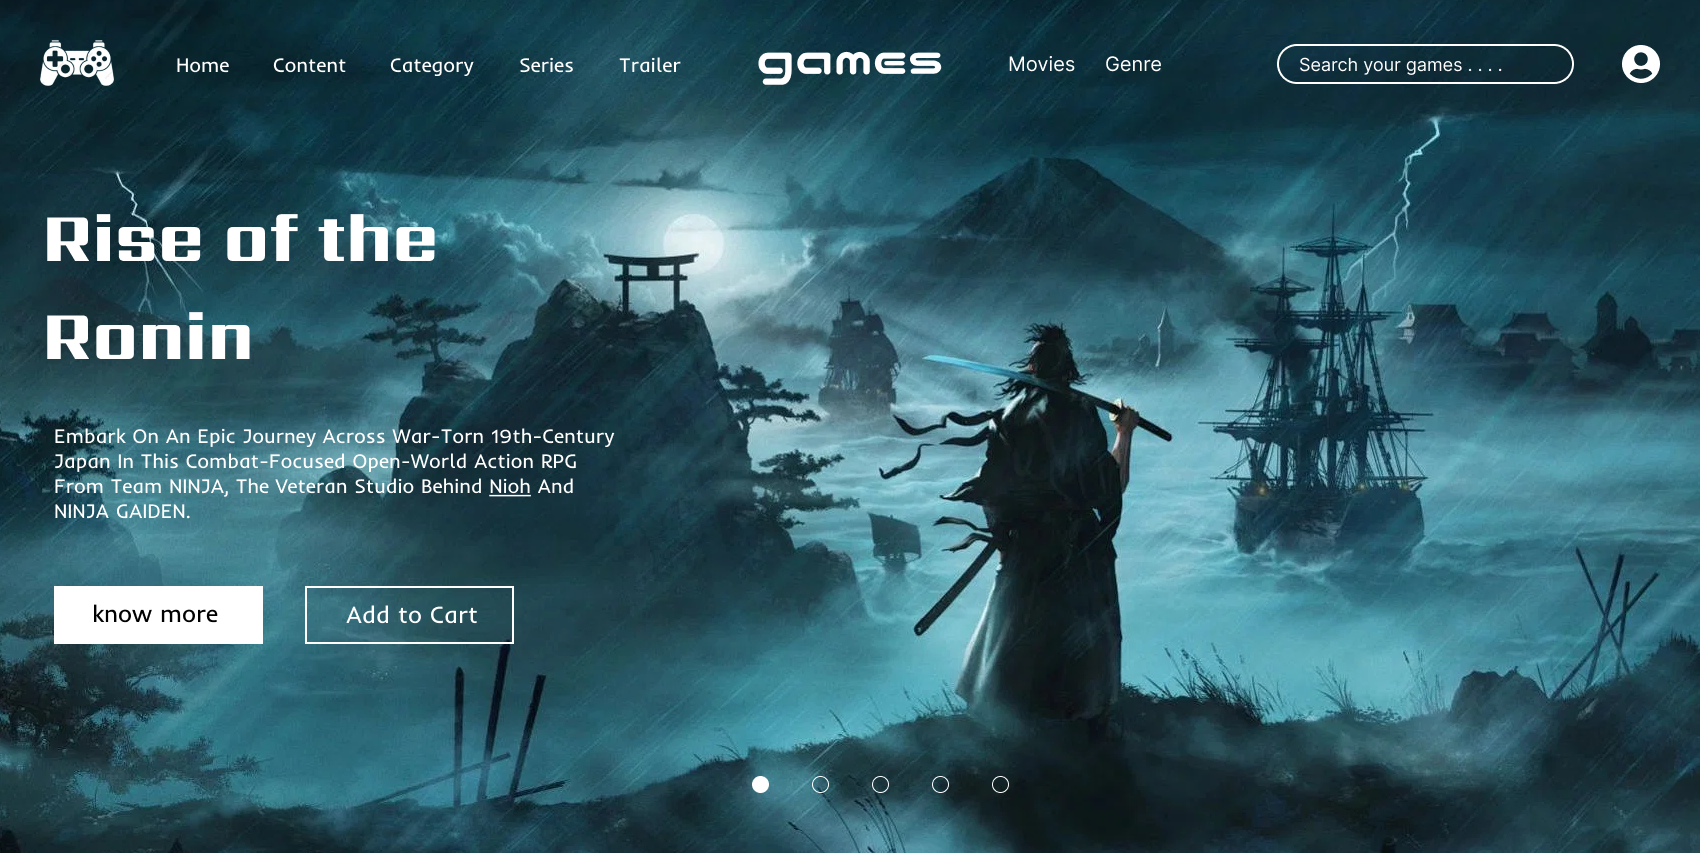 Home Content Category Series Trailer games Movies Genre Search your games . . . .
Rise of the
Ronin
Embark On An Epic Journey Across War-Torn 19th-Century
Japan In This Combat-Focused Open-World Action RPG
From Team NINJA, The Veteran Studio Behind Nioh And
NINJA GAIDEN.
know more Add to Cart